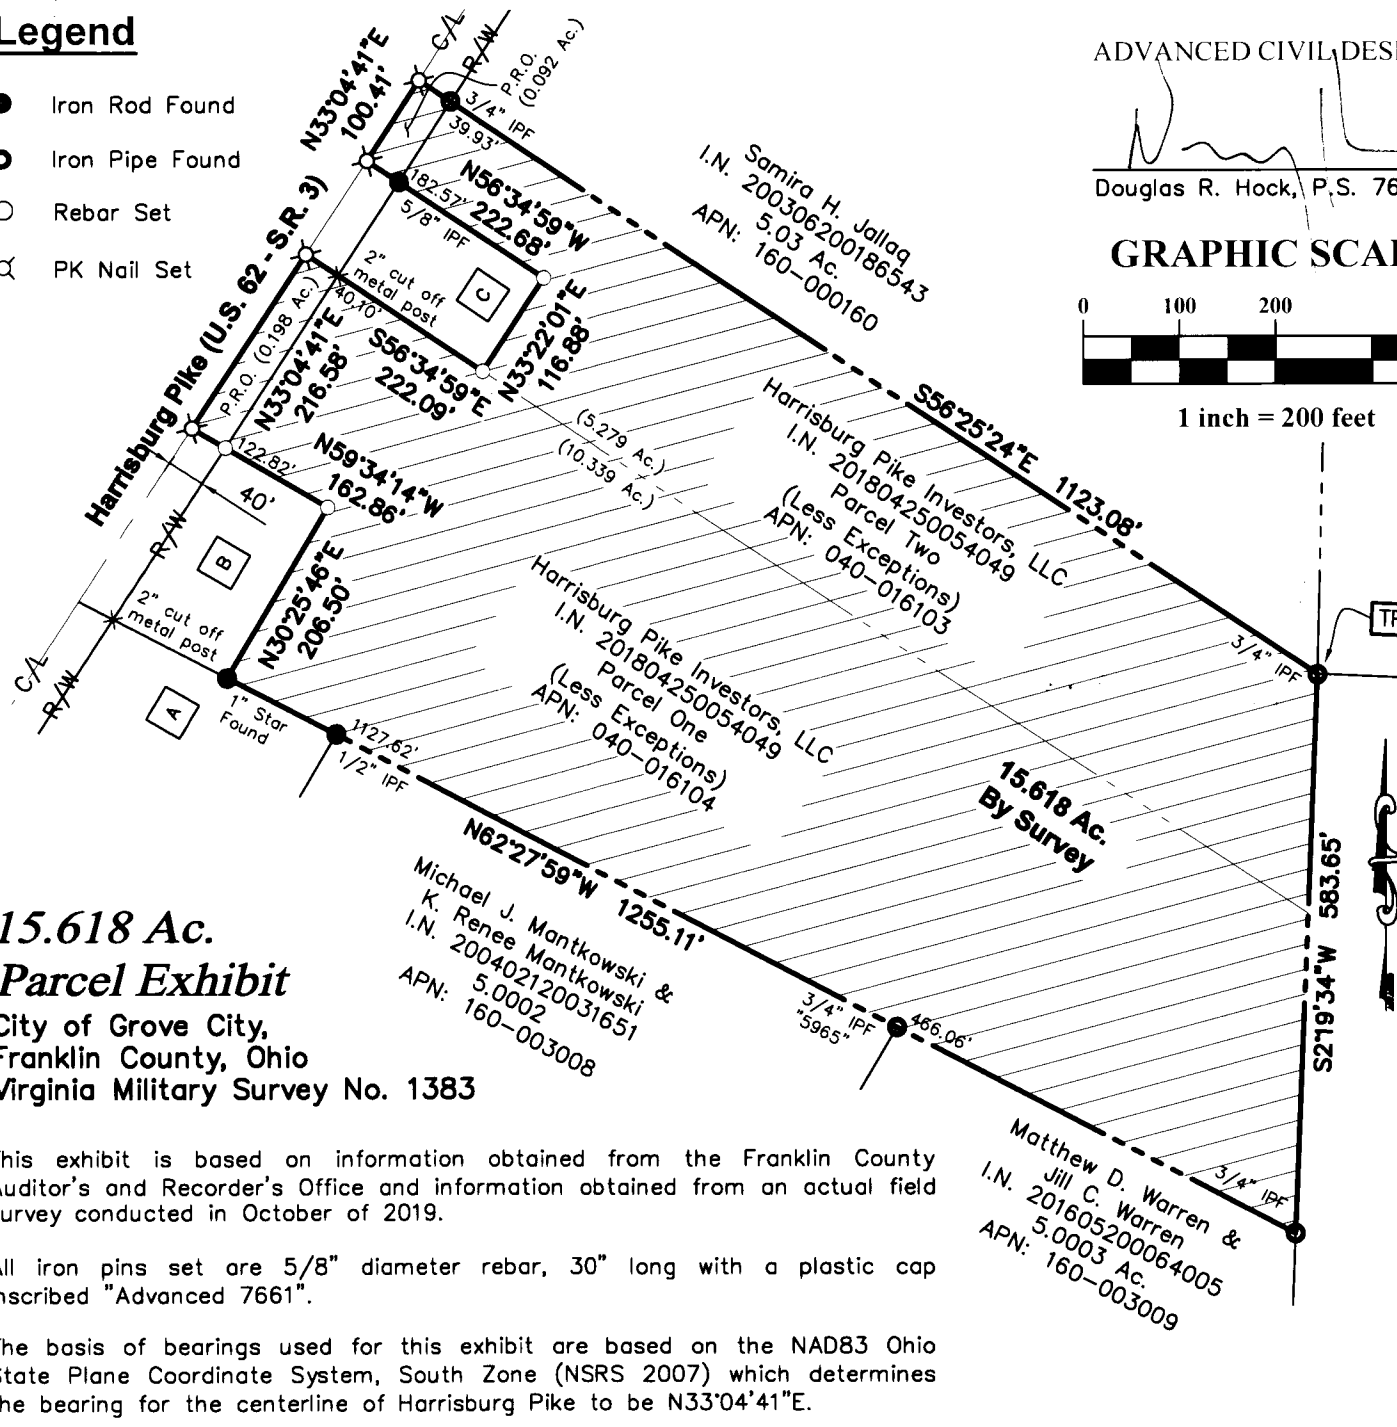 Legend
Iron Rod Found
Iron Pipe Found
Rebar Set
PK Nail Set
C/L
R/W
P.R.O.
(0.092 Ac.)
N33°04'41"E
100.41'
3/4" IPF
39.93'
182.57'
5/8" IPF
N56°34'59"W
222.68'
2" cut off
metal post
C
40.10'
S56°34'59"E
222.09'
N33°22'01"E
116.88'
Harrisburg Pike (U.S. 62 - S.R. 3)
P.R.O. (0.198 Ac.)
N33°04'41"E
216.58'
122.82'
N59°34'14"W
162.86'
40'
R/W
B
2" cut off
metal post
N30°25'46"E
206.50'
C/L
R/W
A
1" Star
Found
1127.62'
1/2" IPF
ADVANCED CIVIL DESI
Douglas R. Hock, P.S. 76
GRAPHIC SCAL
0 100 200
1 inch = 200 feet
Samira H. Jallaq
I.N. 200306200186543
5.03 Ac.
APN: 160-000160
S56°25'24"E 1123.08'
(5.279 Ac.)
(10.339 Ac.)
Harrisburg Pike Investors, LLC
I.N. 201804250054049
Parcel Two
(Less Exceptions)
APN: 040-016103
Harrisburg Pike Investors, LLC
I.N. 201804250054049
Parcel One
(Less Exceptions)
APN: 040-016104
3/4" IPF
TP
15.618 Ac.
By Survey
S2°19'34"W 583.65'
N62°27'59"W 1255.11'
Michael J. Mantkowski &
K. Renee Mantkowski
I.N. 200402120031651
5.0002
APN: 160-003008
3/4" IPF
"5965"
466.06'
Matthew D. Warren &
Jill C. Warren
I.N. 201605200064005
5.0003 Ac.
APN: 160-003009
3/4" IPF
15.618 Ac.
Parcel Exhibit
City of Grove City,
Franklin County, Ohio
Virginia Military Survey No. 1383
This exhibit is based on information obtained from the Franklin County
Auditor's and Recorder's Office and information obtained from an actual field
survey conducted in October of 2019.
All iron pins set are 5/8" diameter rebar, 30" long with a plastic cap
inscribed "Advanced 7661".
The basis of bearings used for this exhibit are based on the NAD83 Ohio
State Plane Coordinate System, South Zone (NSRS 2007) which determines
the bearing for the centerline of Harrisburg Pike to be N33°04'41"E.